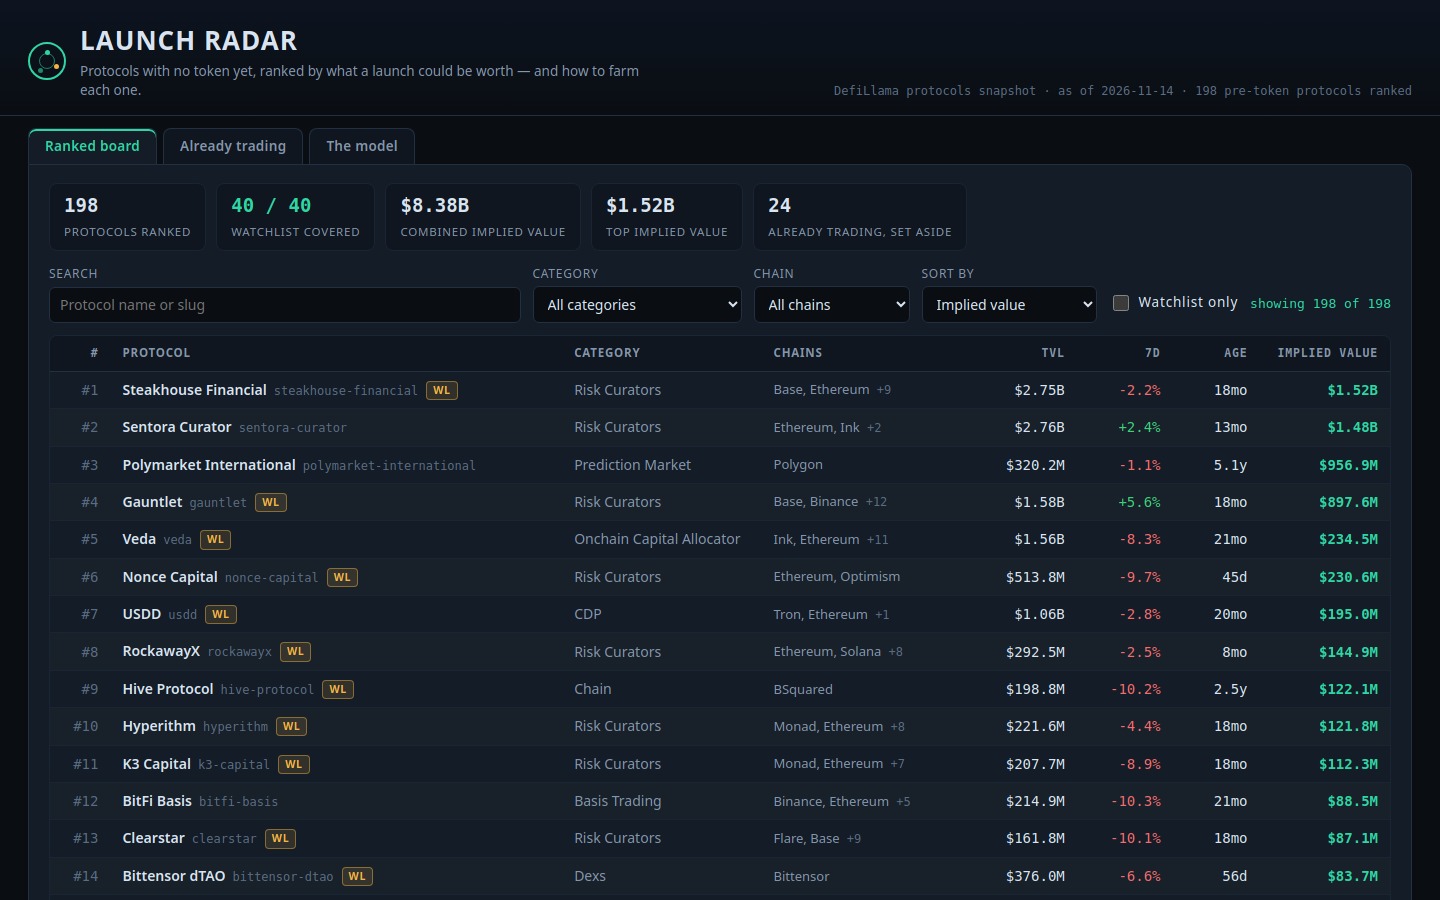 LAUNCH RADAR
Protocols with no token yet, ranked by what a launch could be worth — and how to farm
each one.
DefiLlama protocols snapshot · as of 2026-11-14 · 198 pre-token protocols ranked
Ranked board Already trading The model
198 40 / 40 $8.38B $1.52B 24
PROTOCOLS RANKED WATCHLIST COVERED COMBINED IMPLIED VALUE TOP IMPLIED VALUE ALREADY TRADING, SET ASIDE
SEARCH CATEGORY CHAIN SORT BY
Protocol name or slug All categories All chains Implied value Watchlist only showing 198 of 198
# PROTOCOL CATEGORY CHAINS TVL 7D AGE IMPLIED VALUE
#1 Steakhouse Financial steakhouse-financial WL Risk Curators Base, Ethereum +9 $2.75B -2.2% 18mo $1.52B
#2 Sentora Curator sentora-curator Risk Curators Ethereum, Ink +2 $2.76B +2.4% 13mo $1.48B
#3 Polymarket International polymarket-international Prediction Market Polygon $320.2M -1.1% 5.1y $956.9M
#4 Gauntlet gauntlet WL Risk Curators Base, Binance +12 $1.58B +5.6% 18mo $897.6M
#5 Veda veda WL Onchain Capital Allocator Ink, Ethereum +11 $1.56B -8.3% 21mo $234.5M
#6 Nonce Capital nonce-capital WL Risk Curators Ethereum, Optimism $513.8M -9.7% 45d $230.6M
#7 USDD usdd WL CDP Tron, Ethereum +1 $1.06B -2.8% 20mo $195.0M
#8 RockawayX rockawayx WL Risk Curators Ethereum, Solana +8 $292.5M -2.5% 8mo $144.9M
#9 Hive Protocol hive-protocol WL Chain BSquared $198.8M -10.2% 2.5y $122.1M
#10 Hyperithm hyperithm WL Risk Curators Monad, Ethereum +8 $221.6M -4.4% 18mo $121.8M
#11 K3 Capital k3-capital WL Risk Curators Monad, Ethereum +7 $207.7M -8.9% 18mo $112.3M
#12 BitFi Basis bitfi-basis Basis Trading Binance, Ethereum +5 $214.9M -10.3% 21mo $88.5M
#13 Clearstar clearstar WL Risk Curators Flare, Base +9 $161.8M -10.1% 18mo $87.1M
#14 Bittensor dTAO bittensor-dtao WL Dexs Bittensor $376.0M -6.6% 56d $83.7M